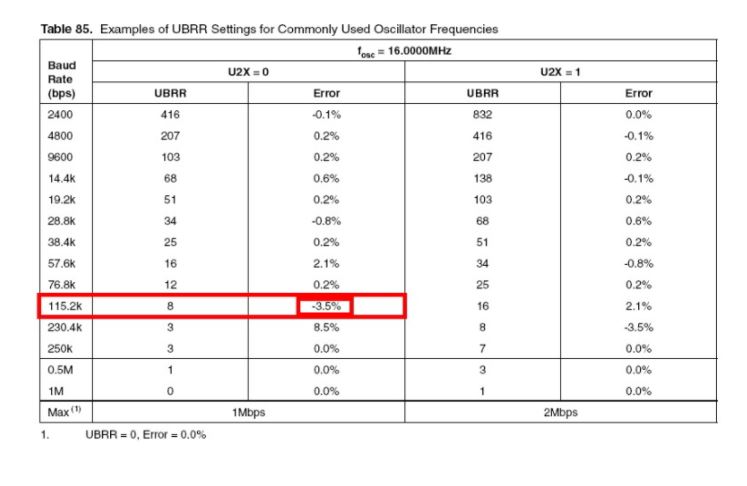 Table 85. Examples of UBRR Settings for Commonly Used Oscillator Frequencies
Baud Rate (bps) fosc = 16.0000MHz
U2X = 0 U2X = 1
UBRR Error UBRR Error
2400 416 -0.1% 832 0.0%
4800 207 0.2% 416 -0.1%
9600 103 0.2% 207 0.2%
14.4k 68 0.6% 138 -0.1%
19.2k 51 0.2% 103 0.2%
28.8k 34 -0.8% 68 0.6%
38.4k 25 0.2% 51 0.2%
57.6k 16 2.1% 34 -0.8%
76.8k 12 0.2% 25 0.2%
115.2k 8 -3.5% 16 2.1%
230.4k 3 8.5% 8 -3.5%
250k 3 0.0% 7 0.0%
0.5M 1 0.0% 3 0.0%
1M 0 0.0% 1 0.0%
Max (1) 1Mbps 2Mbps
1. UBRR = 0, Error = 0.0%